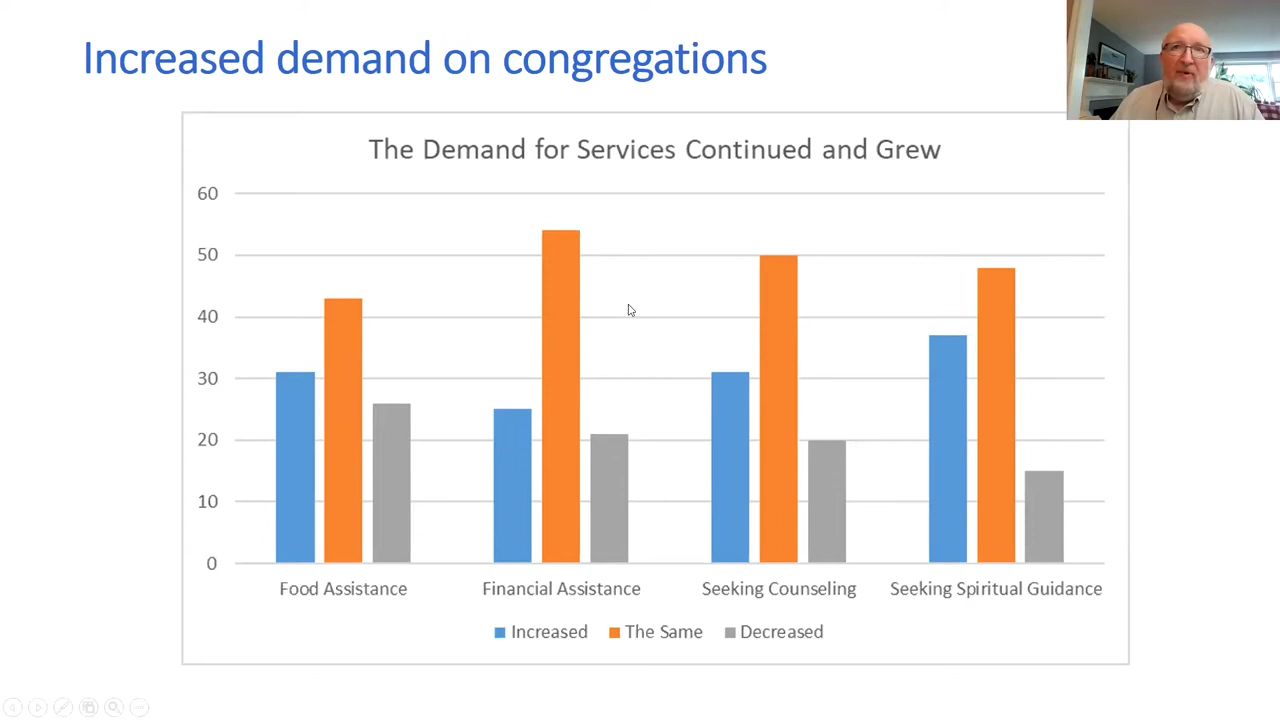 Increased demand on congregations
The Demand for Services Continued and Grew
60
50
40
30
20
10
0
Food Assistance Financial Assistance Seeking Counseling Seeking Spiritual Guidance
Increased The Same Decreased